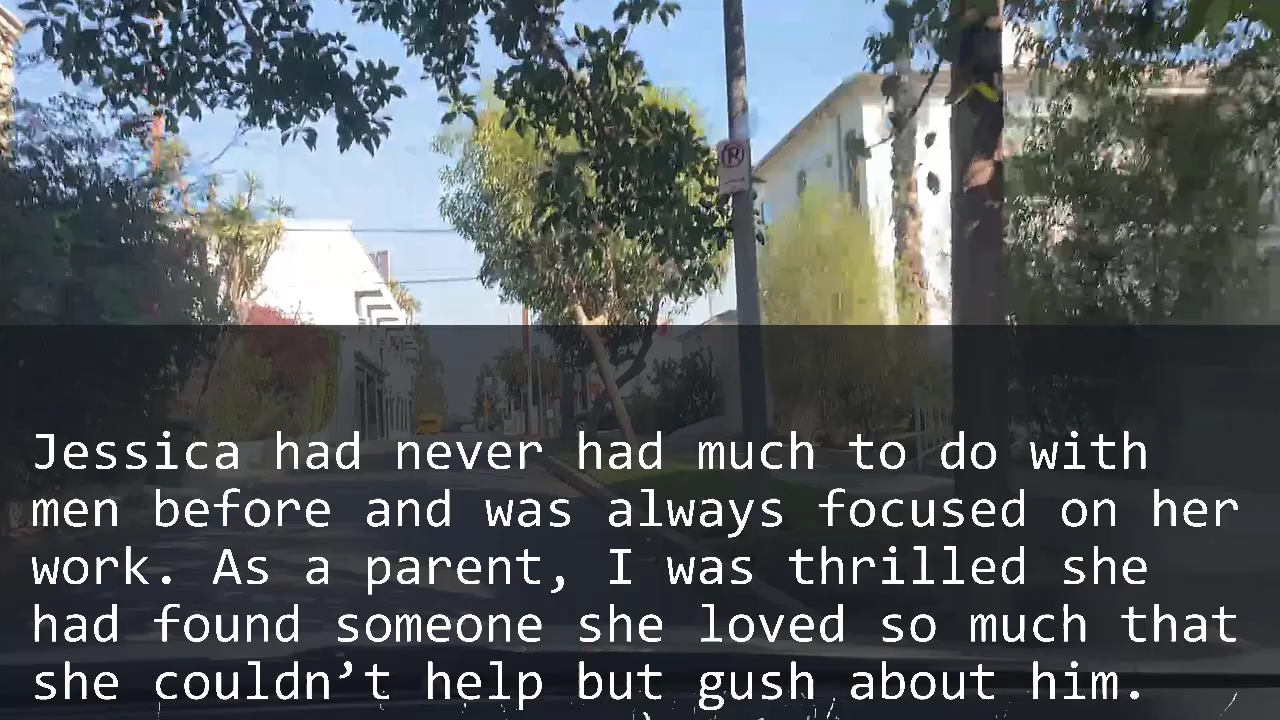 Jessica had never had much to do with
men before and was always focused on her
work. As a parent, I was thrilled she
had found someone she loved so much that
she couldn’t help but gush about him.